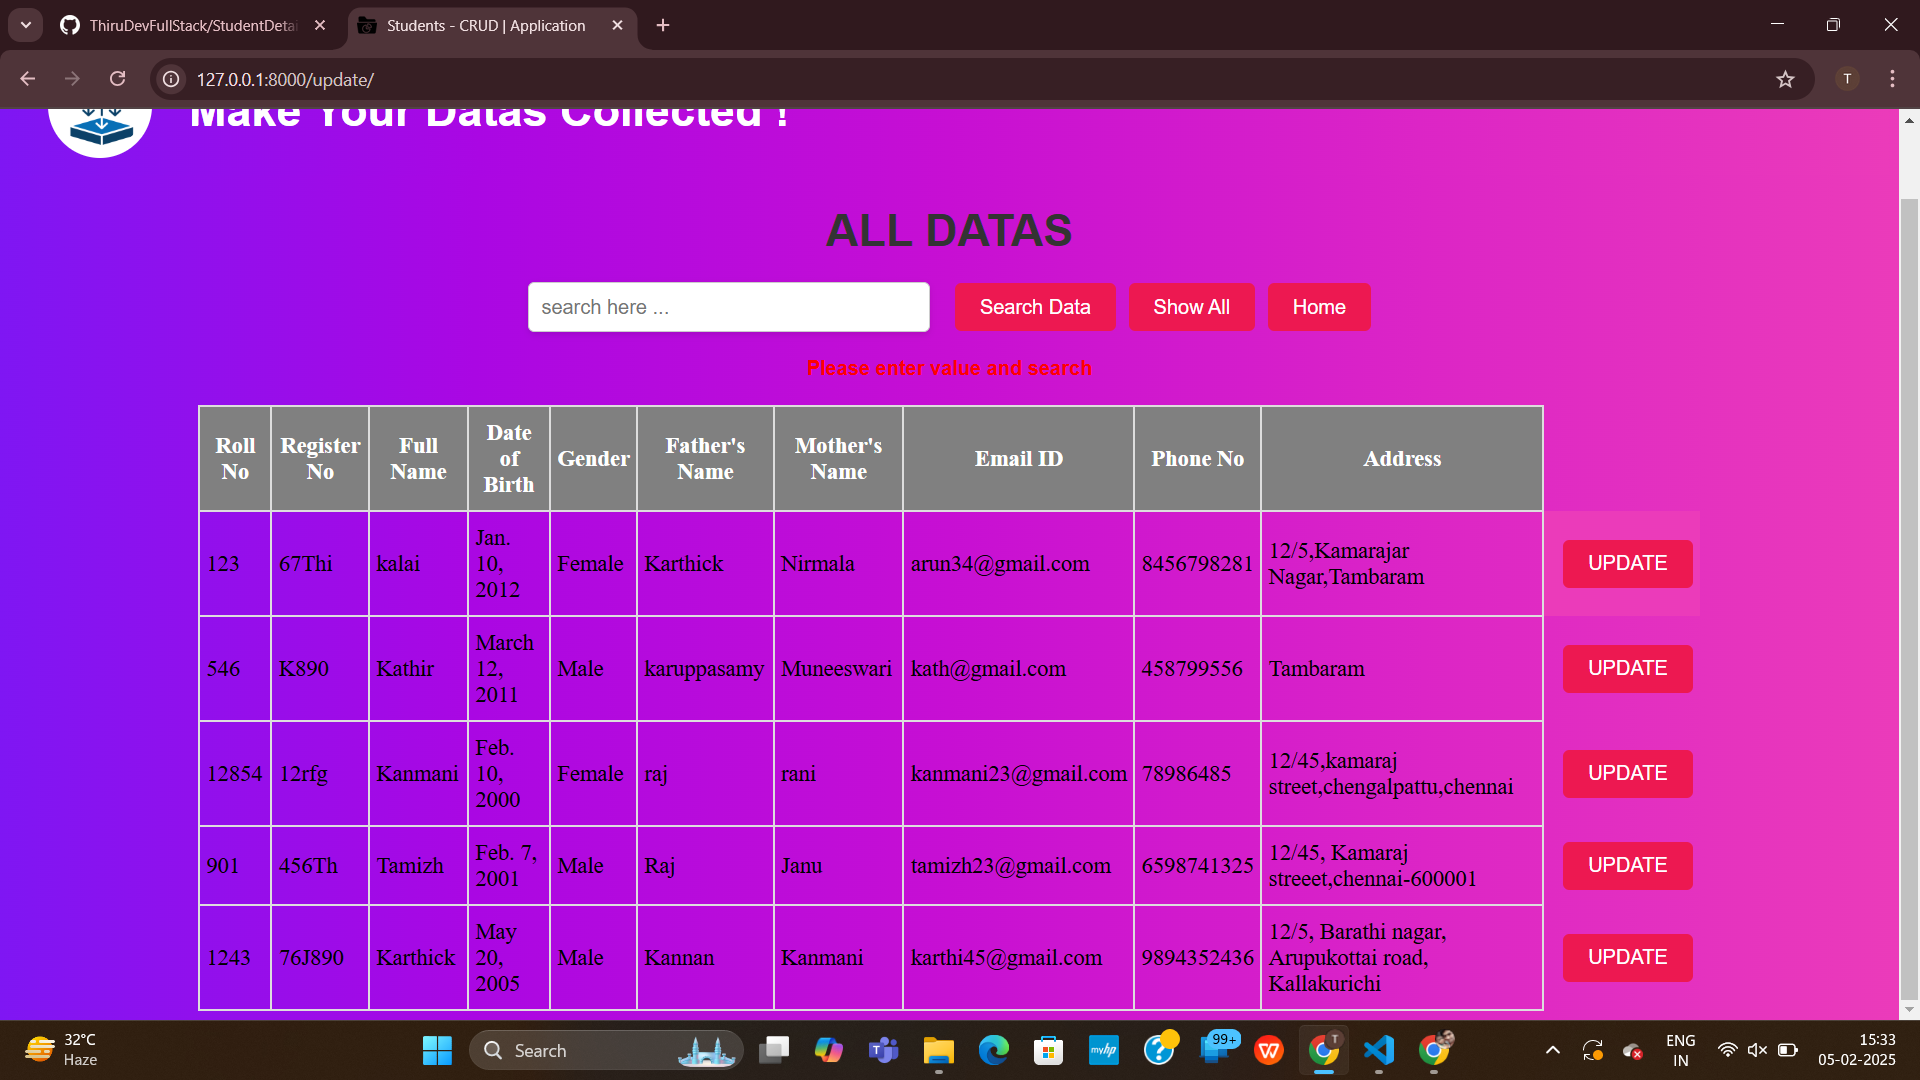 ThiruDevFullStack/StudentDetai
Students - CRUD | Application
127.0.0.1:8000/update/
T
Make Your Datas Collected !
ALL DATAS
search here ...
Search Data
Show All
Home
Please enter value and search
Roll No
Register No
Full Name
Date of Birth
Gender
Father's Name
Mother's Name
Email ID
Phone No
Address
123
67Thi
kalai
Jan. 10, 2012
Female
Karthick
Nirmala
arun34@gmail.com
8456798281
12/5,Kamarajar
Nagar,Tambaram
UPDATE
546
K890
Kathir
March 12, 2011
Male
karuppasamy
Muneeswari
kath@gmail.com
458799556
Tambaram
UPDATE
12854
12rfg
Kanmani
Feb. 10, 2000
Female
raj
rani
kanmani23@gmail.com
78986485
12/45,kamaraj
street,chengalpattu,chennai
UPDATE
901
456Th
Tamizh
Feb. 7, 2001
Male
Raj
Janu
tamizh23@gmail.com
6598741325
12/45, Kamaraj
streeet,chennai-600001
UPDATE
1243
76J890
Karthick
May 20, 2005
Male
Kannan
Kanmani
karthi45@gmail.com
9894352436
12/5, Barathi nagar,
Arupukottai road,
Kallakurichi
UPDATE
32°C
Haze
Search
myhp
99+
T
ENG
IN
15:33
05-02-2025